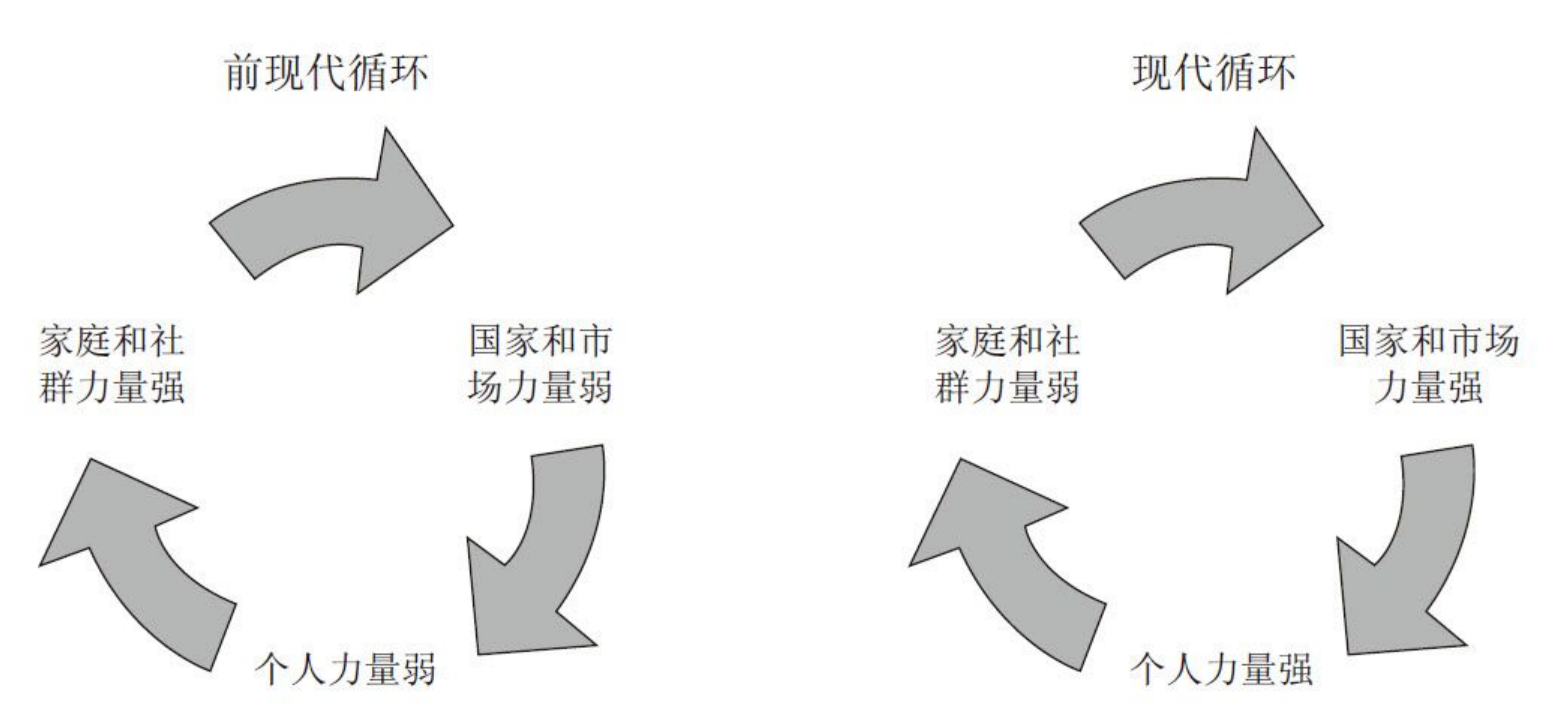 前现代循环
家庭和社
群力量强
国家和市
场力量弱
个人力量弱
现代循环
家庭和社
群力量弱
国家和市场
力量强
个人力量强